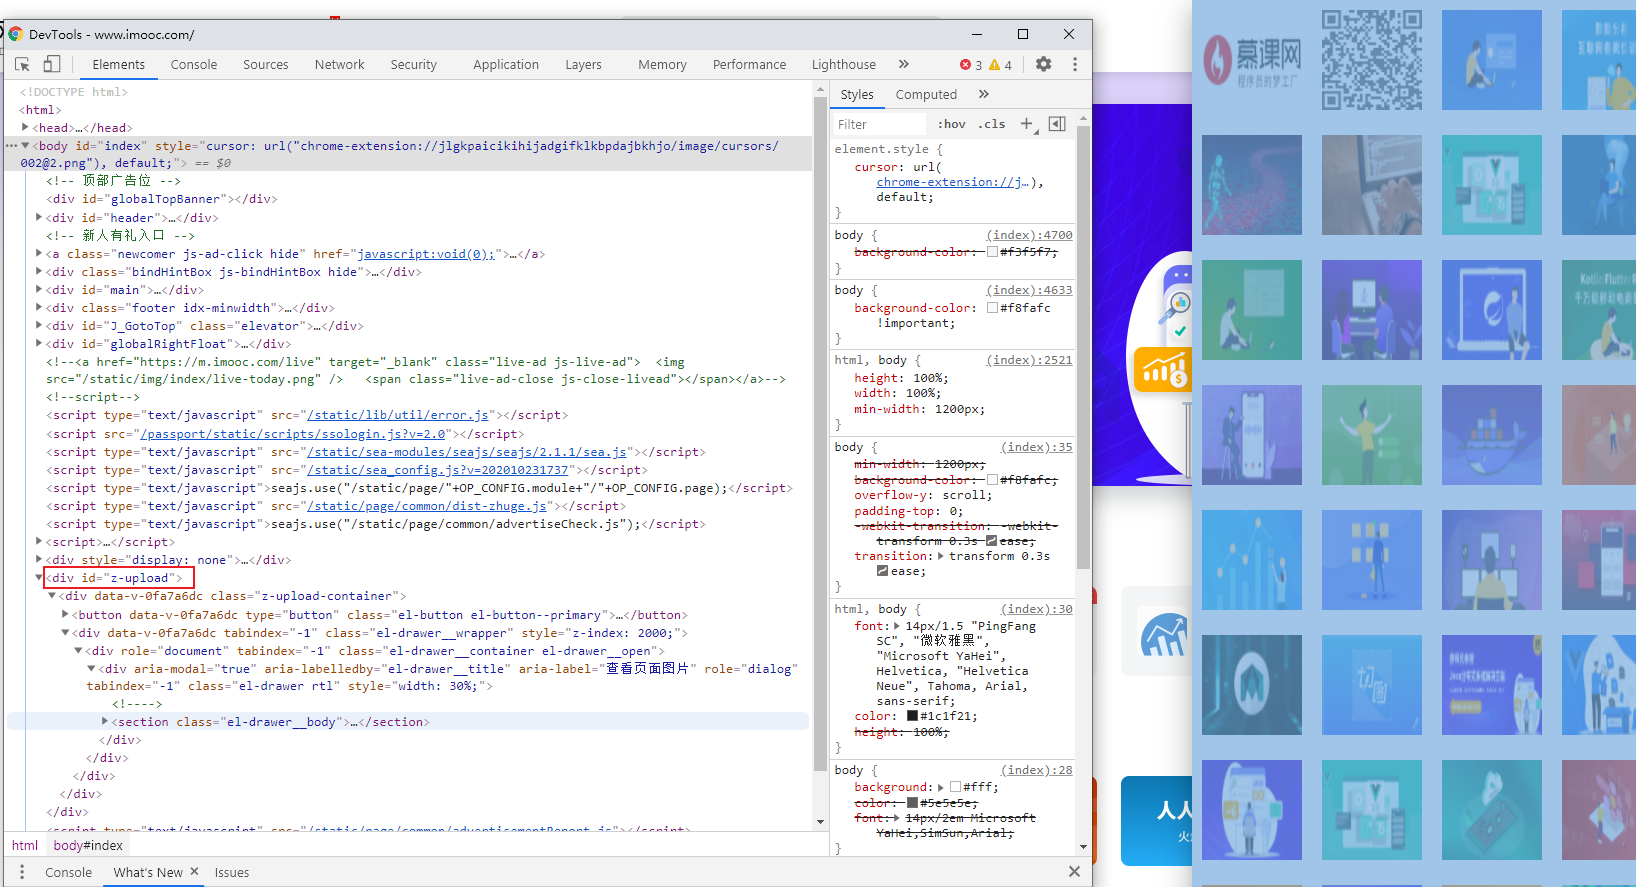 DevTools - www.imooc.com/
Elements Console Sources Network Security Application Layers Memory Performance Lighthouse » 3 4
<!DOCTYPE html>
<html>
<head>…</head>
<body id="index" style="cursor: url("chrome-extension://jlgkpaicikihijadgifklkbpdajbkhjo/image/cursors/
002@2.png"), default;"> == $0
<!-- 顶部广告位 -->
<div id="globalTopBanner"></div>
<div id="header">…</div>
<!-- 新人有礼入口 -->
<a class="newcomer js-ad-click hide" href="javascript:void(0);">…</a>
<div class="bindHintBox js-bindHintBox hide">…</div>
<div id="main">…</div>
<div class="footer idx-minwidth">…</div>
<div id="J_GotoTop" class="elevator">…</div>
<div id="globalRightFloat">…</div>
<!--<a href="https://m.imooc.com/live" target="_blank" class="live-ad js-live-ad">  <img
src="/static/img/index/live-today.png" />   <span class="live-ad-close js-close-livead"></span></a>-->
<!--script-->
<script type="text/javascript" src="/static/lib/util/error.js"></script>
<script src="/passport/static/scripts/ssologin.js?v=2.0"></script>
<script type="text/javascript" src="/static/sea-modules/seajs/seajs/2.1.1/sea.js"></script>
<script type="text/javascript" src="/static/sea_config.js?v=202010231737"></script>
<script type="text/javascript">seajs.use("/static/page/"+OP_CONFIG.module+"/"+OP_CONFIG.page);</script>
<script type="text/javascript" src="/static/page/common/dist-zhuge.js"></script>
<script type="text/javascript">seajs.use("/static/page/common/advertiseCheck.js");</script>
<script>…</script>
<div style="display: none">…</div>
<div id="z-upload">
<div data-v-0fa7a6dc class="z-upload-container">
<button data-v-0fa7a6dc type="button" class="el-button el-button--primary">…</button>
<div data-v-0fa7a6dc tabindex="-1" class="el-drawer__wrapper" style="z-index: 2000;">
<div role="document" tabindex="-1" class="el-drawer__container el-drawer__open">
<div aria-modal="true" aria-labelledby="el-drawer__title" aria-label="查看页面图片" role="dialog"
tabindex="-1" class="el-drawer rtl" style="width: 30%;">
<!---->
<section class="el-drawer__body">…</section>
</div>
</div>
</div>
</div>
</div>
<script type="text/javascript" src="/static/page/common/advertisementReport.js"></script>
html body#index
Console What's New × Issues
Styles Computed »
Filter :hov .cls +
element.style {
cursor: url(
chrome-extension://j…),
default;
}
body { (index):4700
background-color: #f3f5f7;
}
body { (index):4633
background-color: #f8fafc
!important;
}
html, body { (index):2521
height: 100%;
width: 100%;
min-width: 1200px;
}
body { (index):35
min-width: 1200px;
background-color: #f8fafc;
overflow-y: scroll;
padding-top: 0;
-webkit-transition: -webkit-
transform 0.3s ease;
transition: transform 0.3s
ease;
}
html, body { (index):30
font: 14px/1.5 "PingFang
SC", "微软雅黑",
"Microsoft YaHei",
Helvetica, "Helvetica
Neue", Tahoma, Arial,
sans-serif;
color: #1c1f21;
height: 100%;
}
body { (index):28
background: #fff;
color: #5e5e5e;
font: 14px/2em Microsoft
YaHei,SimSun,Arial;
}
人人
慕课网
程序员的梦工厂
数据分析
Kotlin+Flutter